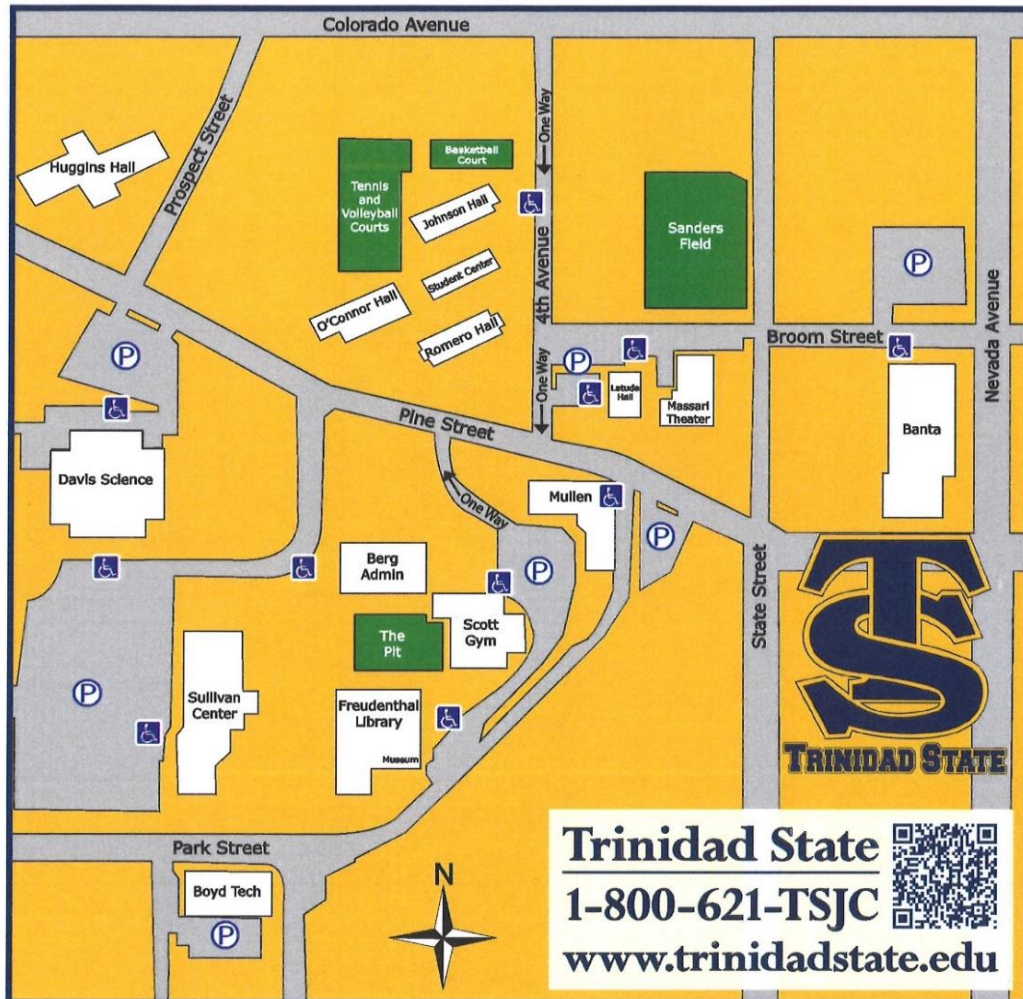 Colorado Avenue
Prospect Street
One Way
Huggins Hall
Basketball
Court
Tennis
and
Volleyball
Courts
Johnson Hall
Sanders
Field
P
Student Center
4th Avenue
O'Connor Hall
Romero Hall
Broom Street
Nevada Avenue
P
P
One Way
Latuda
Hall
Massari
Theater
Pine Street
Banta
Davis Science
One Way
Mullen
P
P
Berg
Admin
State Street
The
Pit
Scott
Gym
P
Sullivan
Center
Freudenthal
Library
Museum
TS
TRINIDAD STATE
Park Street
Boyd Tech
P
N
Trinidad State
1-800-621-TSJC
www.trinidadstate.edu